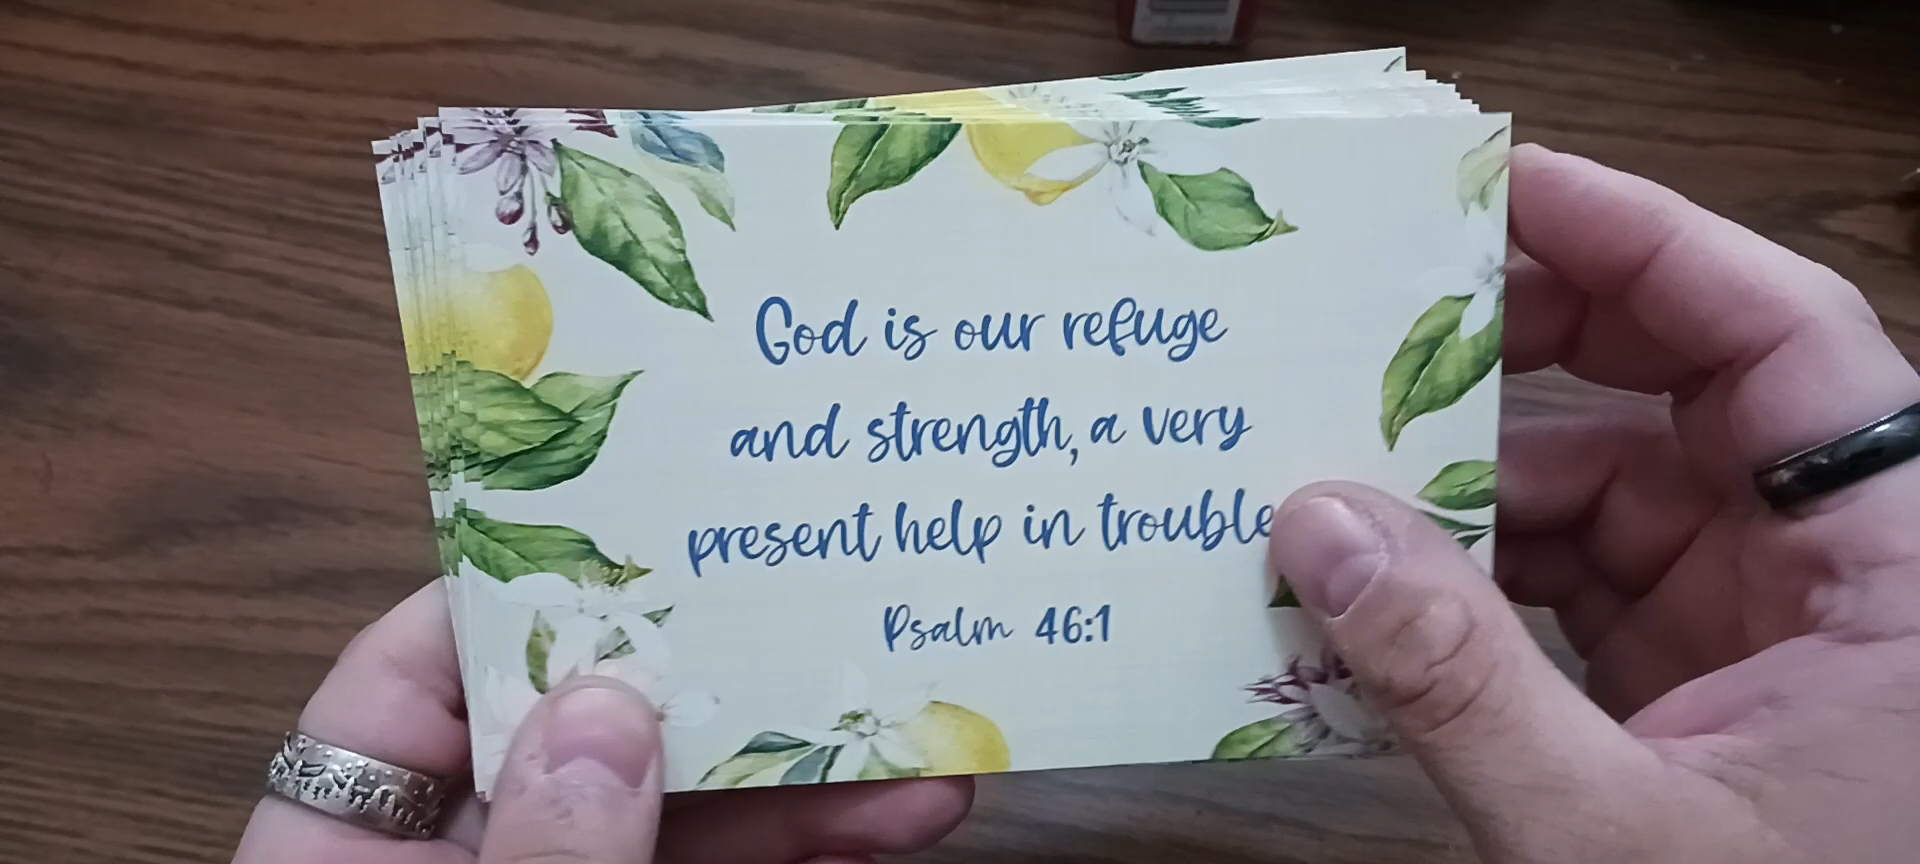 God is our refuge
and strength, a very
present help in trouble
Psalm 46:1